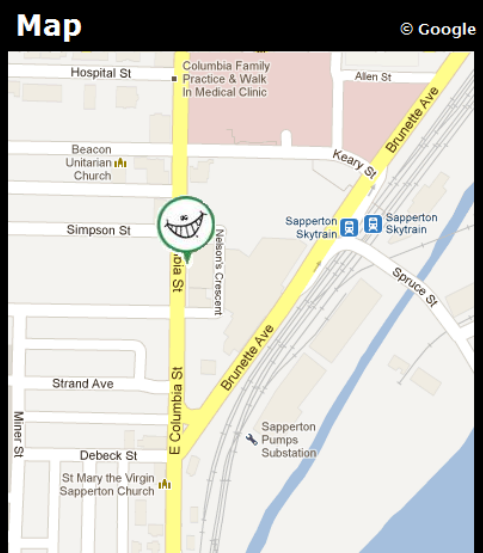 Map
© Google
Columbia Family
Practice & Walk
In Medical Clinic
Hospital St
Allen St
Brunette Ave
Beacon
Unitarian
Church
Keary St
Simpson St
Nelson's Crescent
Sapperton
Skytrain
Sapperton
Skytrain
bia St
Spruce St
Brunette Ave
Strand Ave
E Columbia St
Miner St
Sapperton
Pumps
Substation
Debeck St
St Mary the Virgin
Sapperton Church